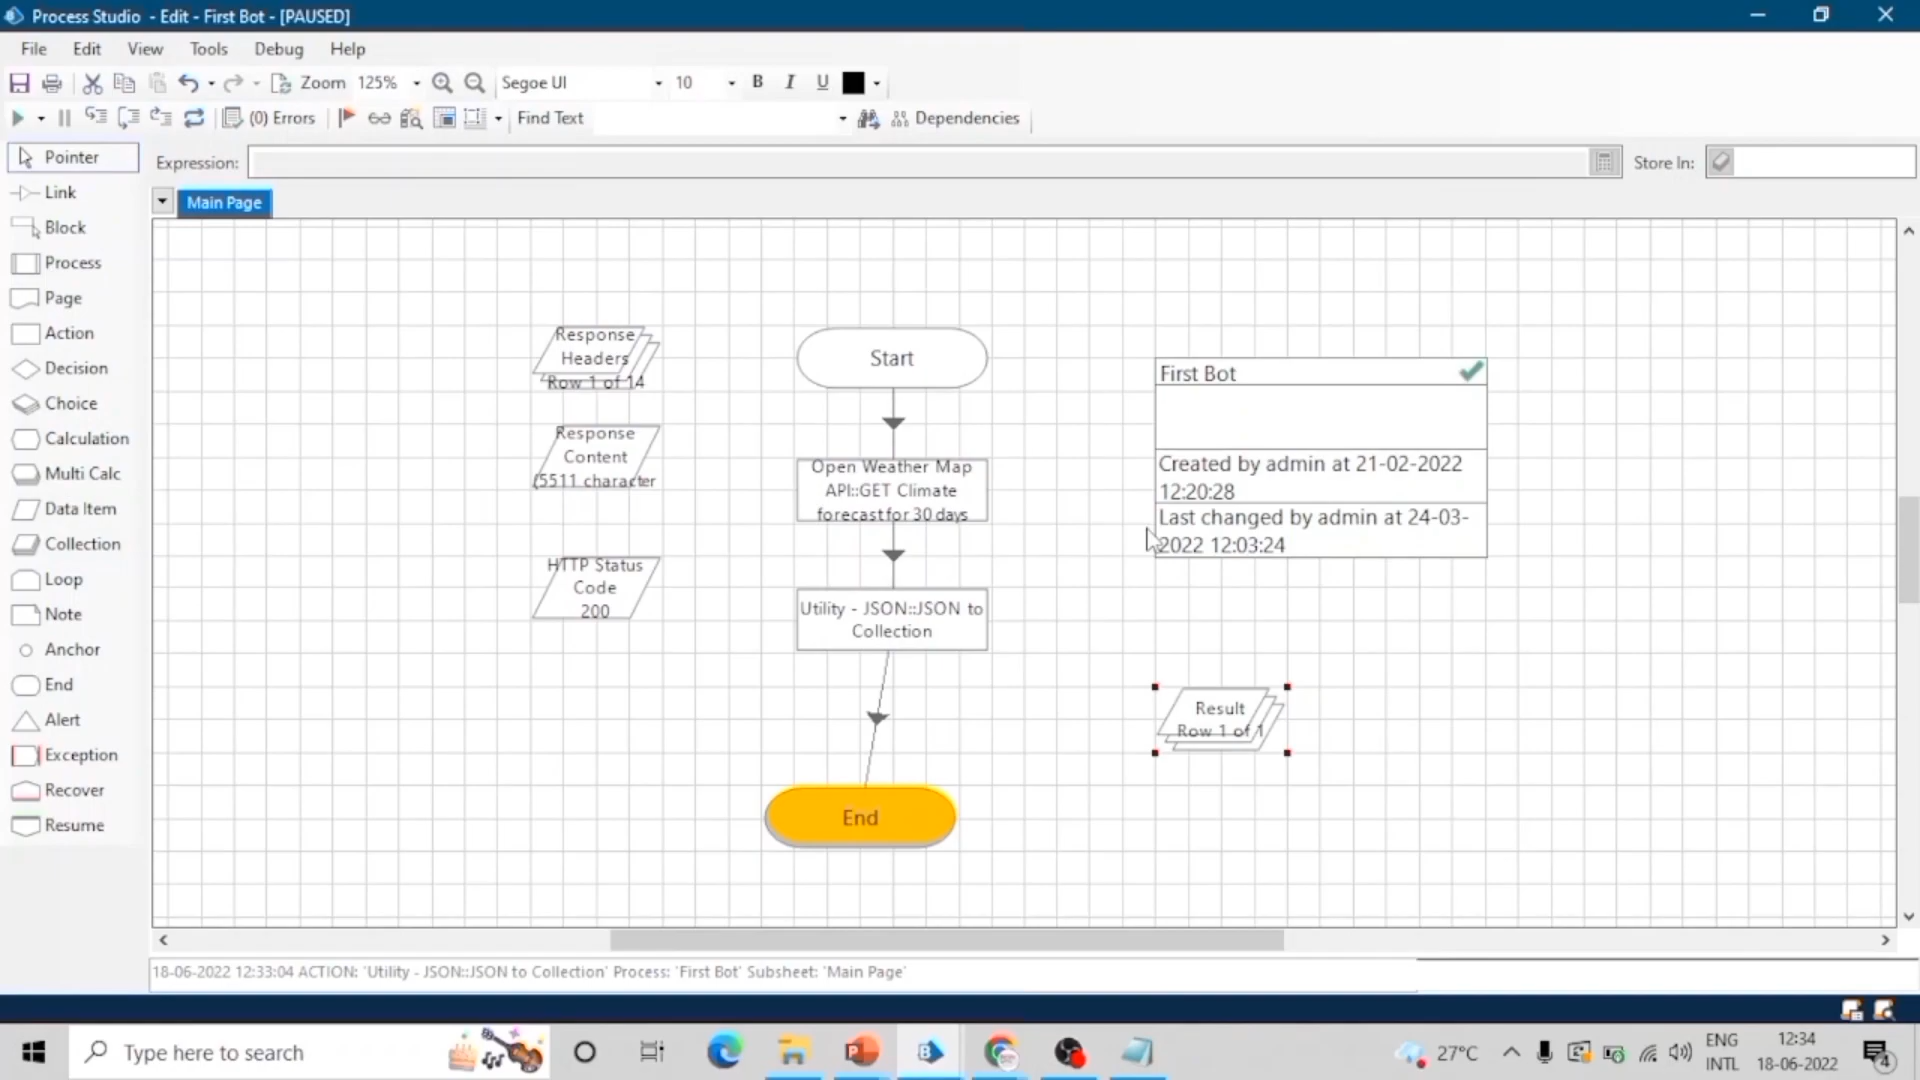 Process Studio - Edit - First Bot - [PAUSED]
File Edit View Tools Debug Help
Zoom 125% Segoe UI 10 B I U
(0) Errors Find Text Dependencies
Pointer
Expression: Store In:
Link
Main Page
Block
Process
Page
Action
Decision
Choice
Calculation
Multi Calc
Data Item
Collection
Loop
Note
Anchor
End
Alert
Exception
Recover
Resume
Response
Headers
Row 1 of 14
Response
Content
(5511 character
HTTP Status
Code
200
Start
Open Weather Map
API::GET Climate
forecast for 30 days
Utility - JSON::JSON to
Collection
End
First Bot
Created by admin at 21-02-2022
12:20:28
Last changed by admin at 24-03-
2022 12:03:24
Result
Row 1 of 1
18-06-2022 12:33:04 ACTION: `Utility - JSON::JSON to Collection' Process: `First Bot' Subsheet: `Main Page'
Type here to search
27°C
ENG
INTL
12:34
18-06-2022
4